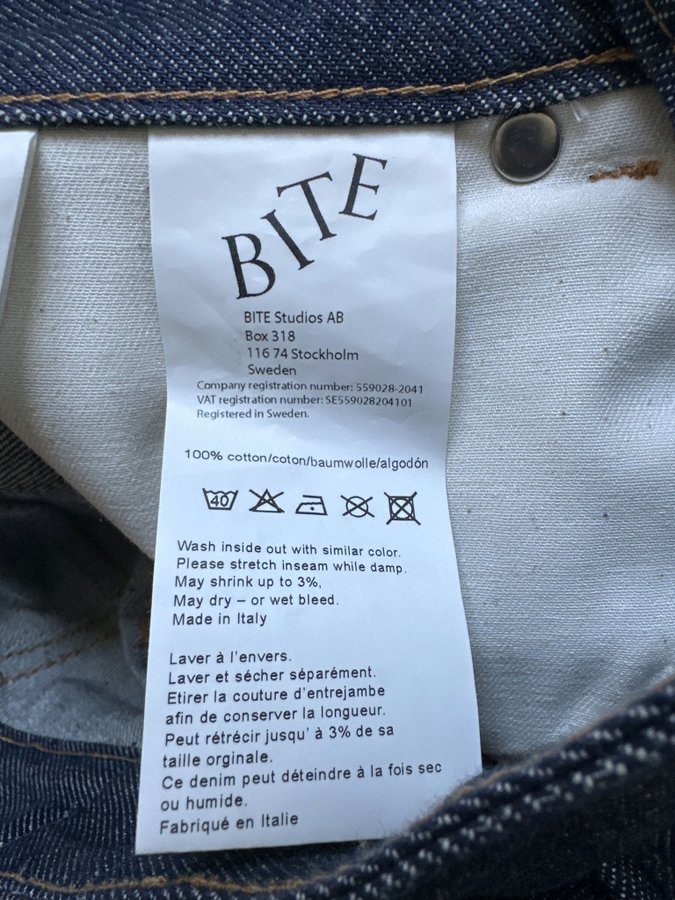 BITE
BITE Studios AB
Box 318
116 74 Stockholm
Sweden
Company registration number: 559028-2041
VAT registration number: SE559028204101
Registered in Sweden.
100% cotton/coton/baumwolle/algodón
40
Wash inside out with similar color.
Please stretch inseam while damp.
May shrink up to 3%,
May dry – or wet bleed.
Made in Italy
Laver à l'envers.
Laver et sécher séparément.
Etirer la couture d'entrejambe
afin de conserver la longueur.
Peut rétrécir jusqu' à 3% de sa
taille orginale.
Ce denim peut déteindre à la fois sec
ou humide.
Fabriqué en Italie